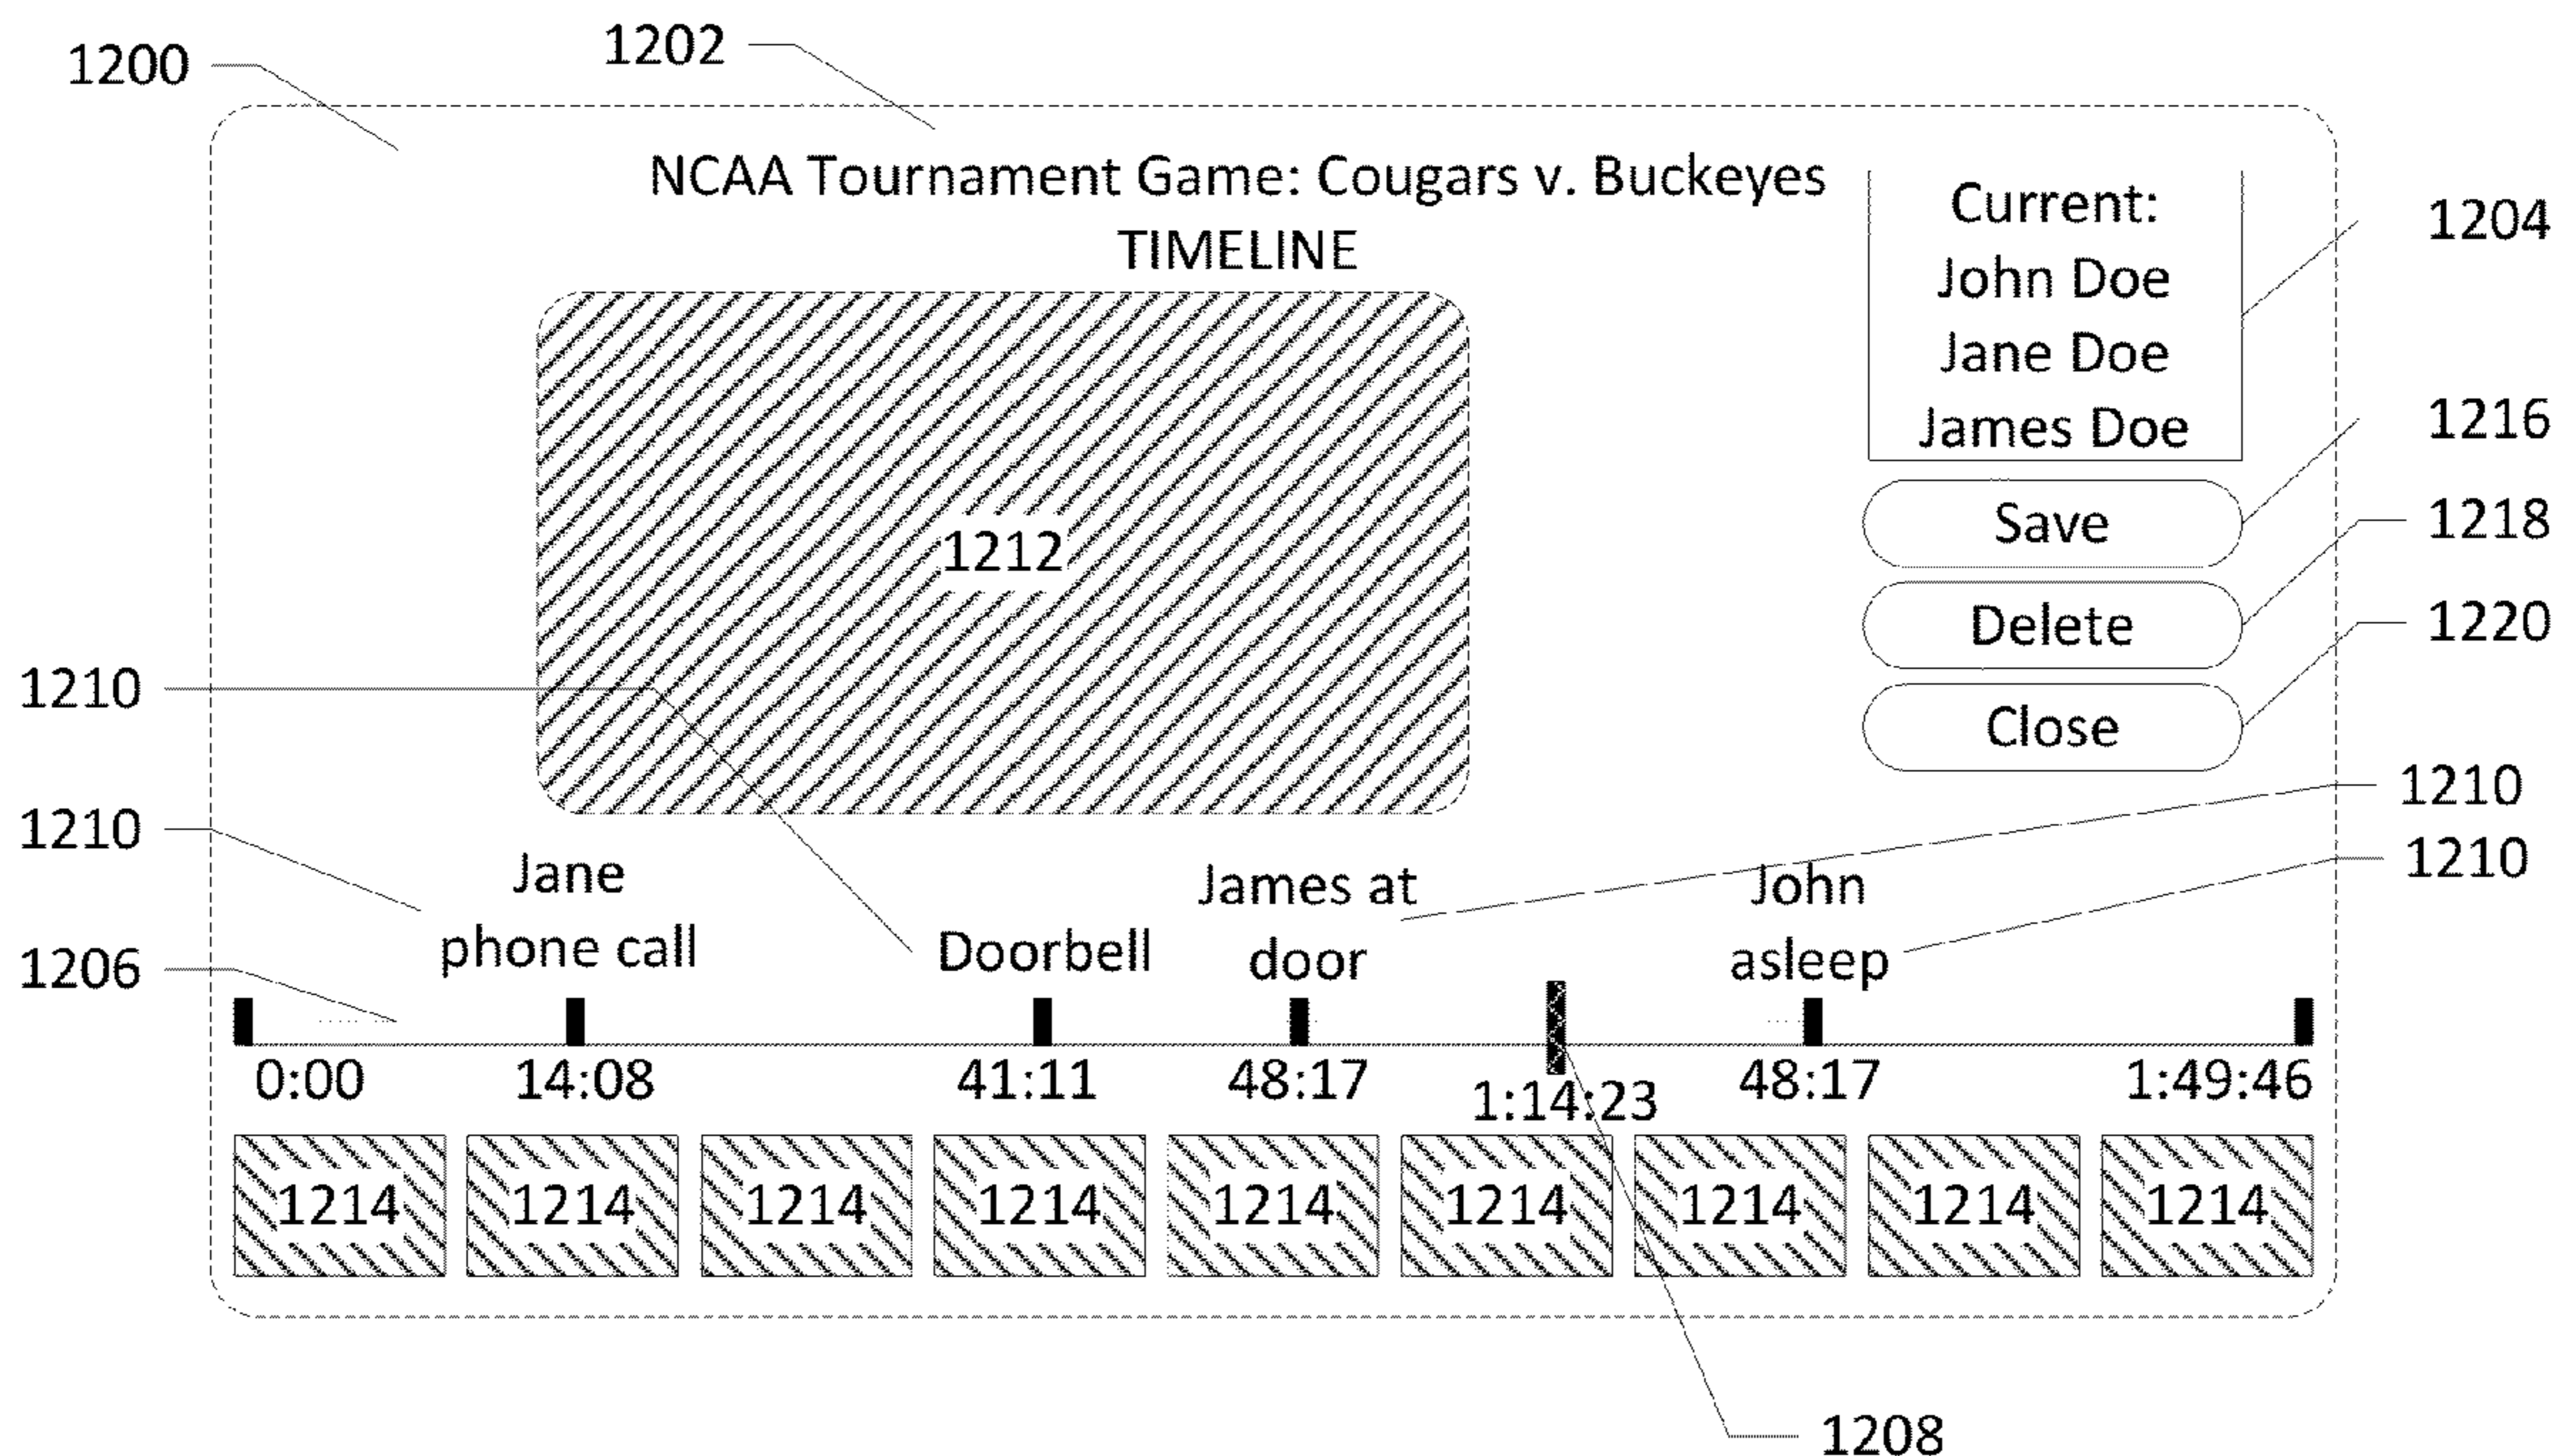 1200
1202
NCAA Tournament Game: Cougars v. Buckeyes
TIMELINE
Current:
John Doe
Jane Doe
James Doe
1204
1216
Save
1218
Delete
1220
Close
1212
1210
1210
1210
1210
1206
Jane
phone call
Doorbell
James at
door
John
asleep
0:00
14:08
41:11
48:17
1:14:23
48:17
1:49:46
1214
1214
1214
1214
1214
1214
1214
1214
1214
1208